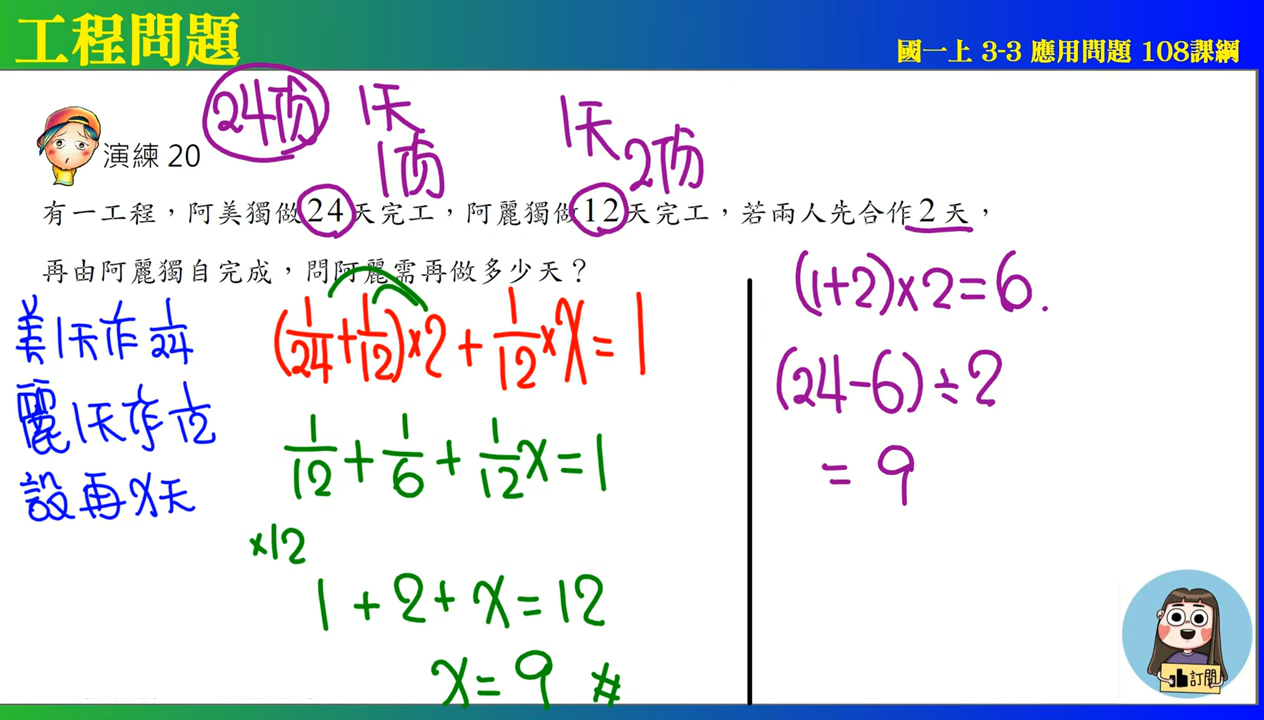 工程問題
國一上 3-3 應用問題 108課綱
24份 1天 1天
1份 2份
演練 20
有一工程，阿美獨做24天完工，阿麗獨做12天完工，若兩人先合作2天，
再由阿麗獨自完成，問阿麗需再做多少天？
美1天作 1/24
麗1天作 1/12
設再x天
(1/24+1/12)×2+1/12×x=1
1/12+1/6+1/12x=1
×12
1+2+x=12
x=9 #
(1+2)×2=6.
(24-6)÷2
=9
訂閱